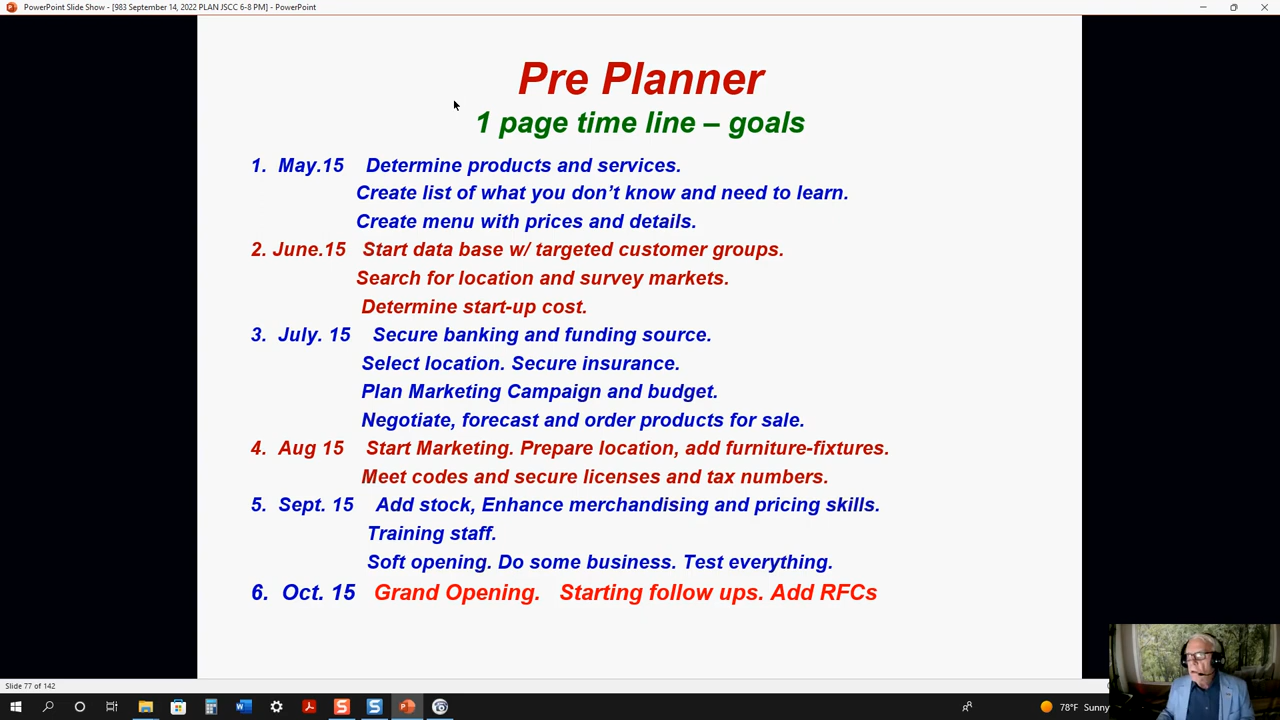 PowerPoint Slide Show - [983 September 14, 2022 PLAN JSCC 6-8 PM] - PowerPoint
Pre Planner
1 page time line – goals
1. May.15 Determine products and services.
Create list of what you don’t know and need to learn.
Create menu with prices and details.
2. June.15 Start data base w/ targeted customer groups.
Search for location and survey markets.
Determine start-up cost.
3. July. 15 Secure banking and funding source.
Select location. Secure insurance.
Plan Marketing Campaign and budget.
Negotiate, forecast and order products for sale.
4. Aug 15 Start Marketing. Prepare location, add furniture-fixtures.
Meet codes and secure licenses and tax numbers.
5. Sept. 15 Add stock, Enhance merchandising and pricing skills.
Training staff.
Soft opening. Do some business. Test everything.
6. Oct. 15 Grand Opening. Starting follow ups. Add RFCs
Slide 77 of 142
78°F Sunny